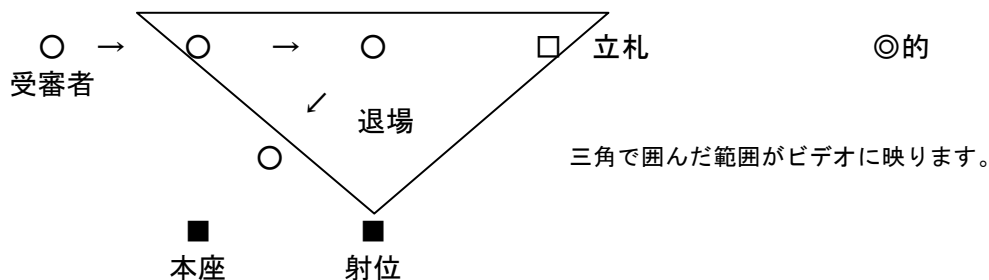 ○ → ○ → ○ □ 立札 ◎的
受審者
↙ 退場
○
三角で囲んだ範囲がビデオに映ります。
■ ■
本座 射位